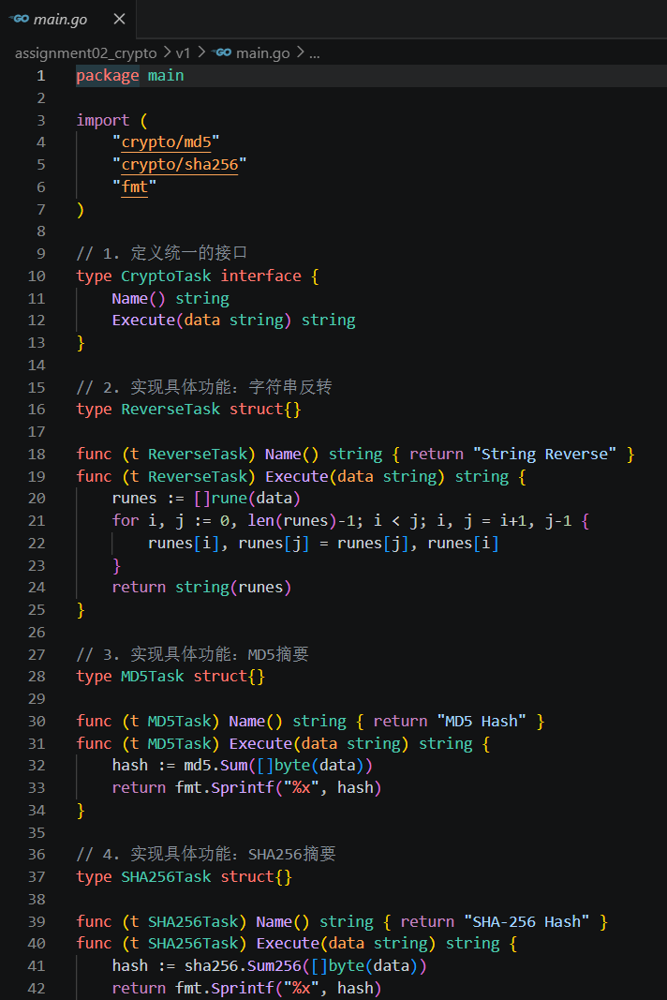 GO main.go ×
assignment02_crypto > v1 > GO main.go > ...
1 package main
2
3 import (
4 "crypto/md5"
5 "crypto/sha256"
6 "fmt"
7 )
8
9 // 1. 定义统一的接口
10 type CryptoTask interface {
11 Name() string
12 Execute(data string) string
13 }
14
15 // 2. 实现具体功能：字符串反转
16 type ReverseTask struct{}
17
18 func (t ReverseTask) Name() string { return "String Reverse" }
19 func (t ReverseTask) Execute(data string) string {
20 runes := []rune(data)
21 for i, j := 0, len(runes)-1; i < j; i, j = i+1, j-1 {
22 runes[i], runes[j] = runes[j], runes[i]
23 }
24 return string(runes)
25 }
26
27 // 3. 实现具体功能：MD5摘要
28 type MD5Task struct{}
29
30 func (t MD5Task) Name() string { return "MD5 Hash" }
31 func (t MD5Task) Execute(data string) string {
32 hash := md5.Sum([]byte(data))
33 return fmt.Sprintf("%x", hash)
34 }
35
36 // 4. 实现具体功能：SHA256摘要
37 type SHA256Task struct{}
38
39 func (t SHA256Task) Name() string { return "SHA-256 Hash" }
40 func (t SHA256Task) Execute(data string) string {
41 hash := sha256.Sum256([]byte(data))
42 return fmt.Sprintf("%x", hash)